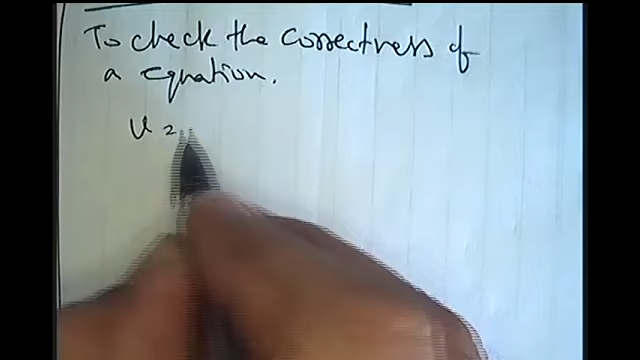 To check the correctness of
a equation.
v =